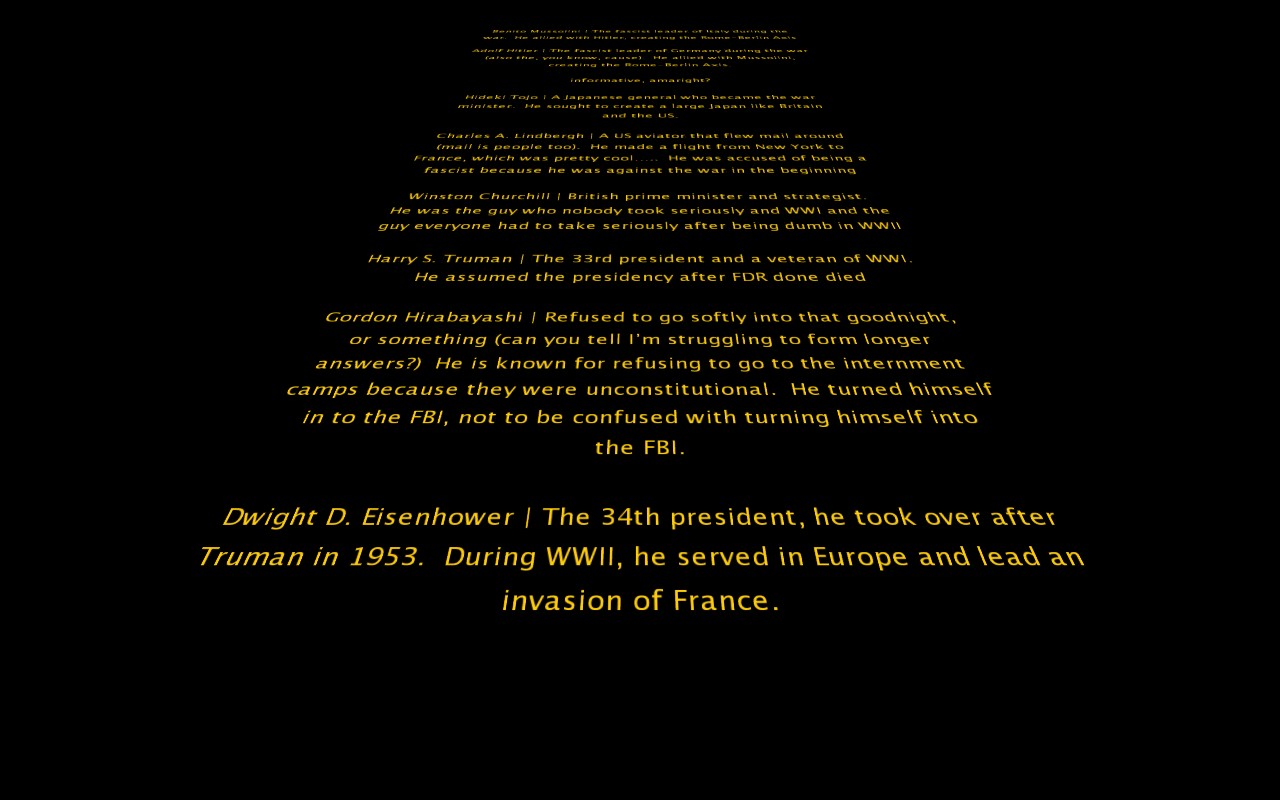 Benito Mussolini | The fascist leader of Italy during the
war.  He allied with Hitler, creating the Rome-Berlin Axis
Adolf Hitler | The fascist leader of Germany during the war
(also the, you know, cause).  He allied with Mussolini,
creating the Rome-Berlin Axis.
informative, amaright?
Hideki Tojo | A Japanese general who became the war
minister.  He sought to create a large Japan like Britain
and the US.
Charles A. Lindbergh | A US aviator that flew mail around
(mail is people too).  He made a flight from New York to
France, which was pretty cool.....  He was accused of being a
fascist because he was against the war in the beginning
Winston Churchill | British prime minister and strategist.
He was the guy who nobody took seriously and WWI and the
guy everyone had to take seriously after being dumb in WWII
Harry S. Truman | The 33rd president and a veteran of WWI.
He assumed the presidency after FDR done died
Gordon Hirabayashi | Refused to go softly into that goodnight,
or something (can you tell I'm struggling to form longer
answers?)  He is known for refusing to go to the internment
camps because they were unconstitutional.  He turned himself
in to the FBI, not to be confused with turning himself into
the FBI.
Dwight D. Eisenhower | The 34th president, he took over after
Truman in 1953.  During WWII, he served in Europe and lead an
invasion of France.